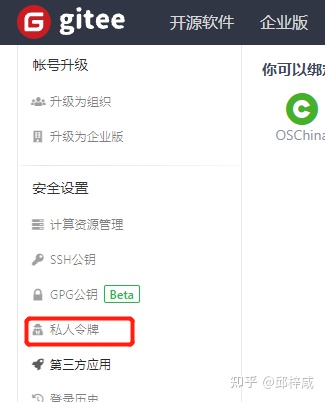 gitee 开源软件 企业版
帐号升级
你可以绑定
升级为组织
OSChina
升级为企业版
安全设置
计算资源管理
SSH公钥
GPG公钥 Beta
私人令牌
第三方应用
知乎 @邱梓咸
登录历史